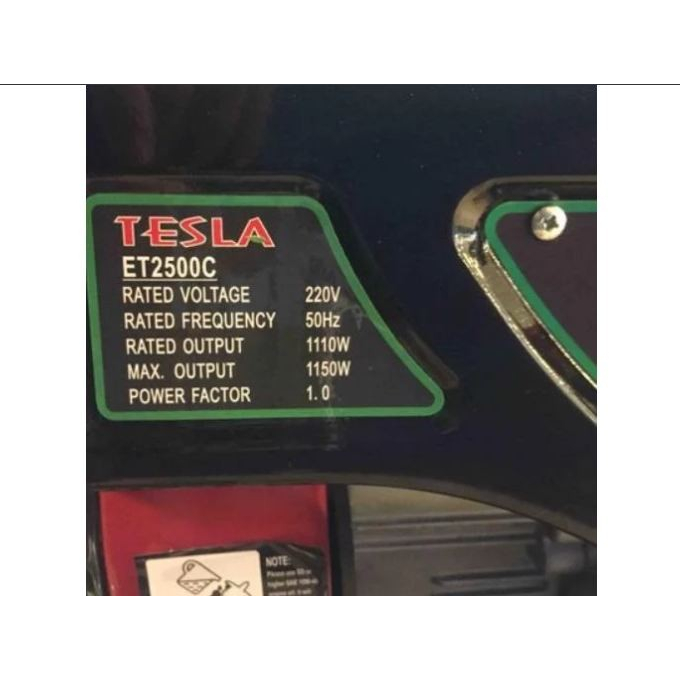 TESLA
ET2500C
RATED VOLTAGE 220V
RATED FREQUENCY 50Hz
RATED OUTPUT 1110W
MAX. OUTPUT 1150W
POWER FACTOR 1.0
NOTE: